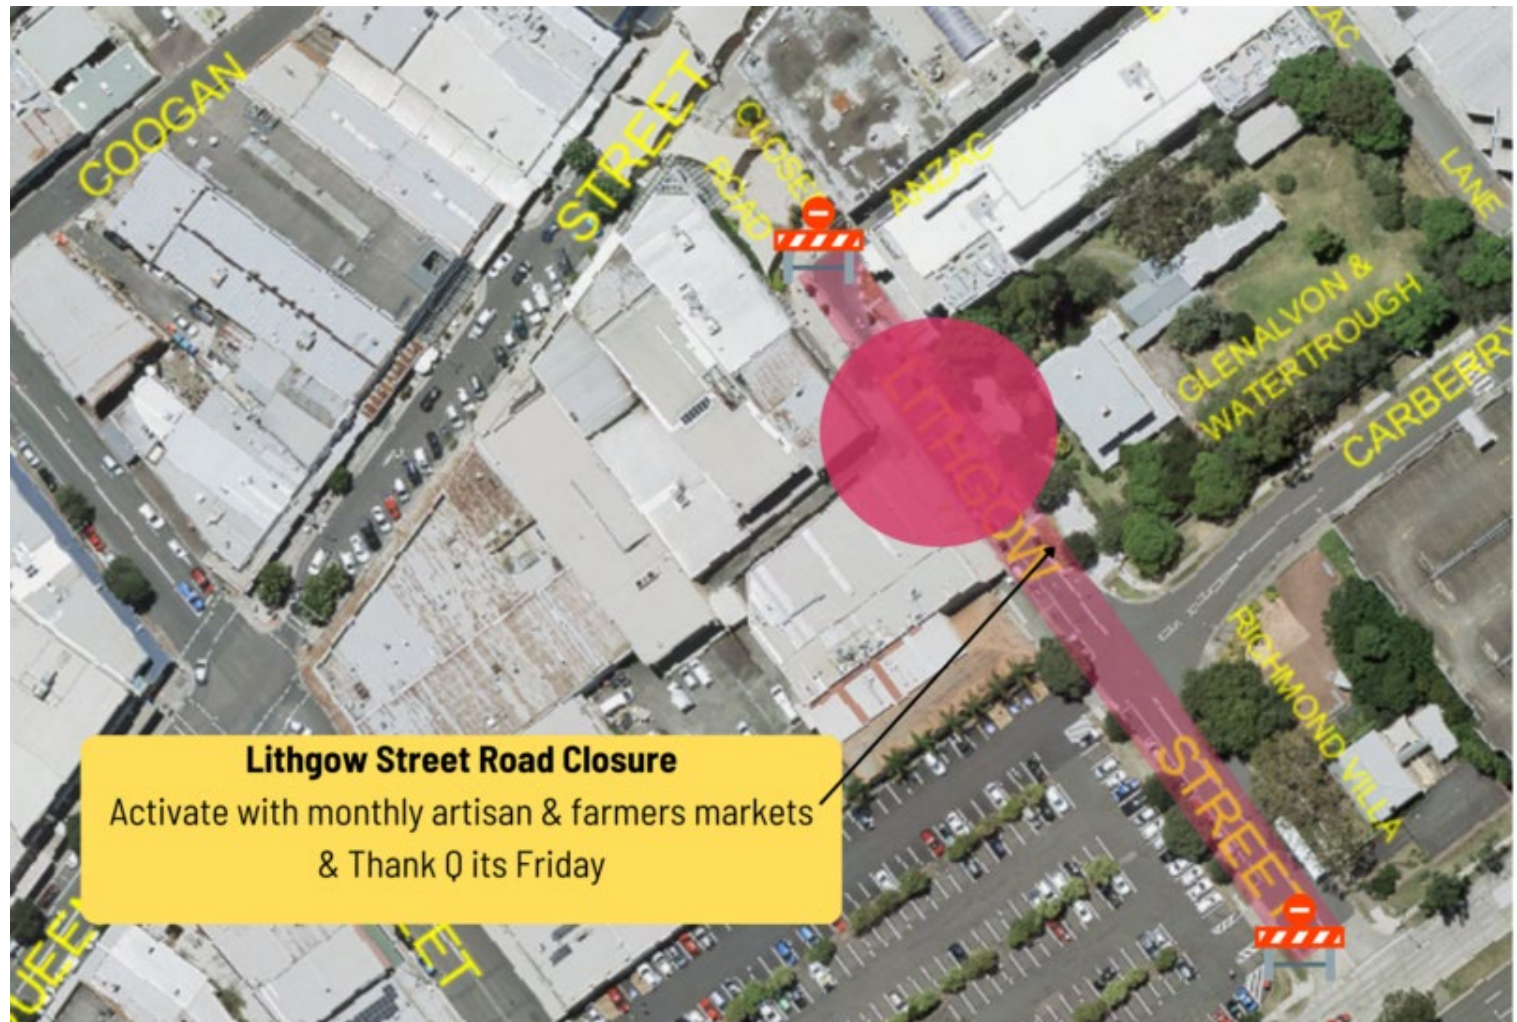 COOGAN
STREET
CLOSED
ROAD
ANZAC
LANE
GLENALVON &
WATERTROUGH
CARBERRY
LITHGOW
STREET
RICHMOND VILLA
Lithgow Street Road Closure
Activate with monthly artisan & farmers markets
& Thank Q its Friday